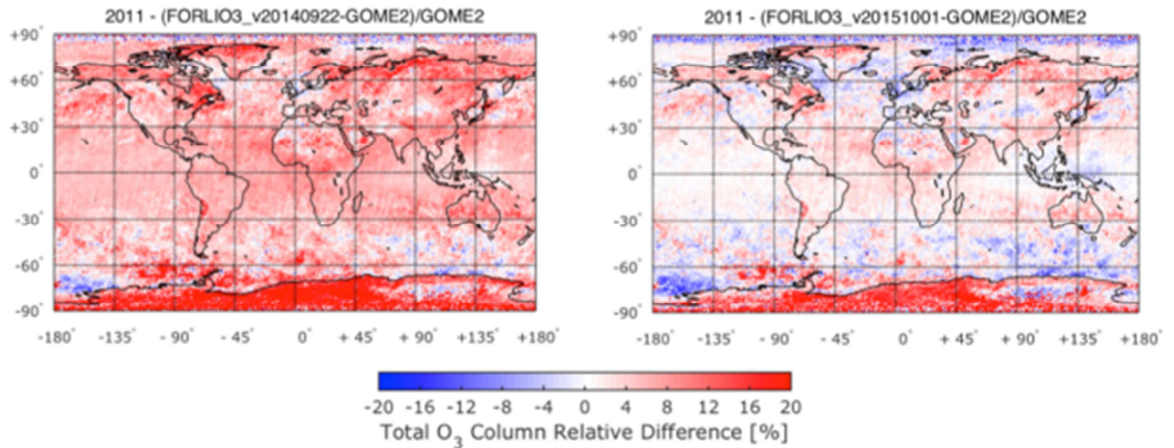 2011 - (FORLIO3_v20140922-GOME2)/GOME2
2011 - (FORLIO3_v20151001-GOME2)/GOME2
+90°
+60°
+30°
0°
-30°
-60°
-90°
-180° -135° - 90° - 45° 0° + 45° + 90° +135° +180°
+90°
+60°
+30°
0°
-30°
-60°
-90°
-180° -135° - 90° - 45° 0° + 45° + 90° +135° +180°
-20 -16 -12 -8 -4 0 4 8 12 16 20
Total O₃ Column Relative Difference [%]